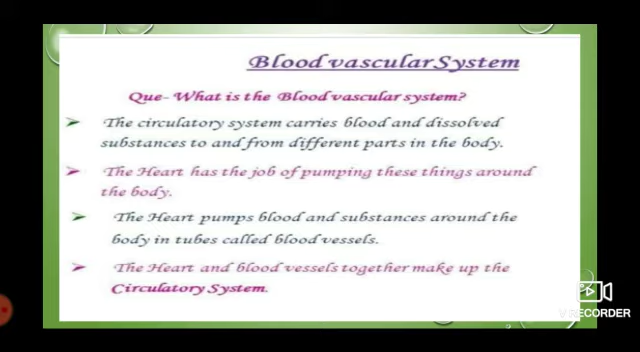 Blood vascular System
Que- What is the Blood vascular system?
The circulatory system carries blood and dissolved
substances to and from different parts in the body.
The Heart has the job of pumping these things around
the body.
The Heart pumps blood and substances around the
body in tubes called blood vessels.
The Heart and blood vessels together make up the
Circulatory System.
V RECORDER